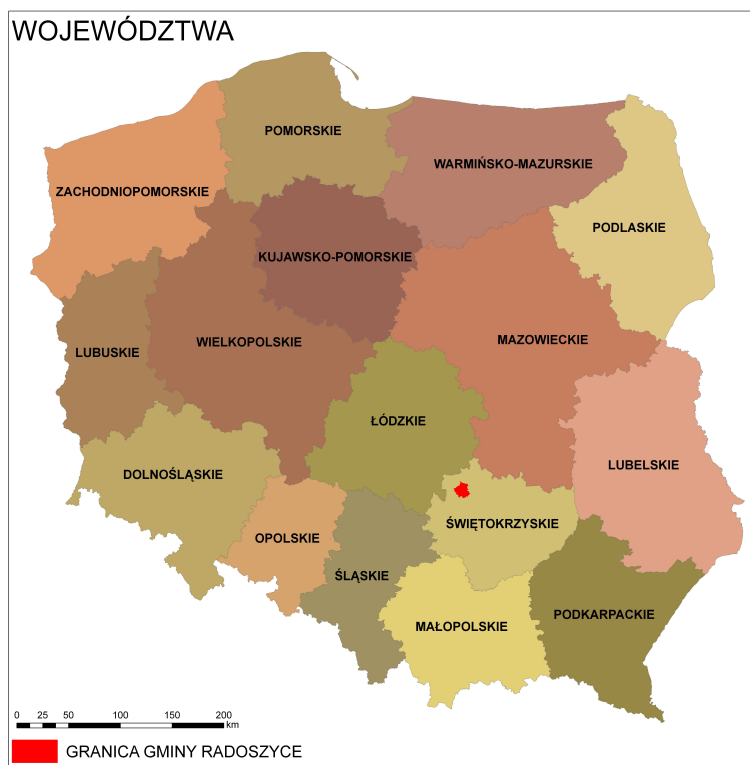 WOJEWÓDZTWA
POMORSKIE
WARMIŃSKO-MAZURSKIE
ZACHODNIOPOMORSKIE
PODLASKIE
KUJAWSKO-POMORSKIE
MAZOWIECKIE
WIELKOPOLSKIE
LUBUSKIE
ŁÓDZKIE
LUBELSKIE
DOLNOŚLĄSKIE
ŚWIĘTOKRZYSKIE
OPOLSKIE
ŚLĄSKIE
PODKARPACKIE
MAŁOPOLSKIE
0 25 50 100 150 200
km
GRANICA GMINY RADOSZYCE